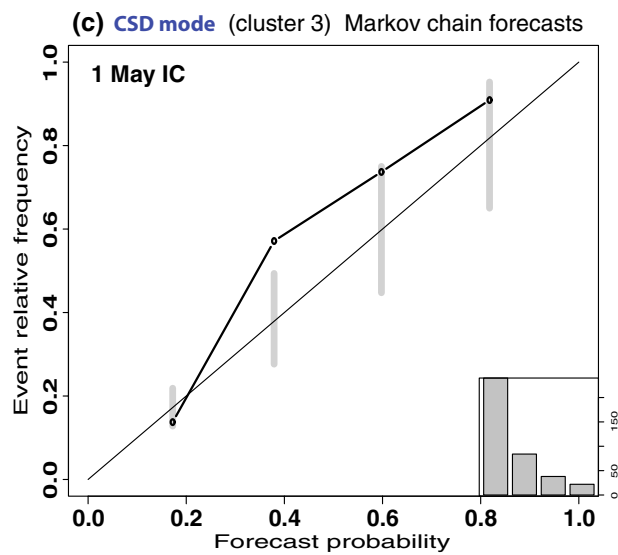 (c) CSD mode (cluster 3) Markov chain forecasts
1 May IC
Event relative frequency
1.0
0.8
0.6
0.4
0.2
0.0
150
50
0
0.0 0.2 0.4 0.6 0.8 1.0
Forecast probability